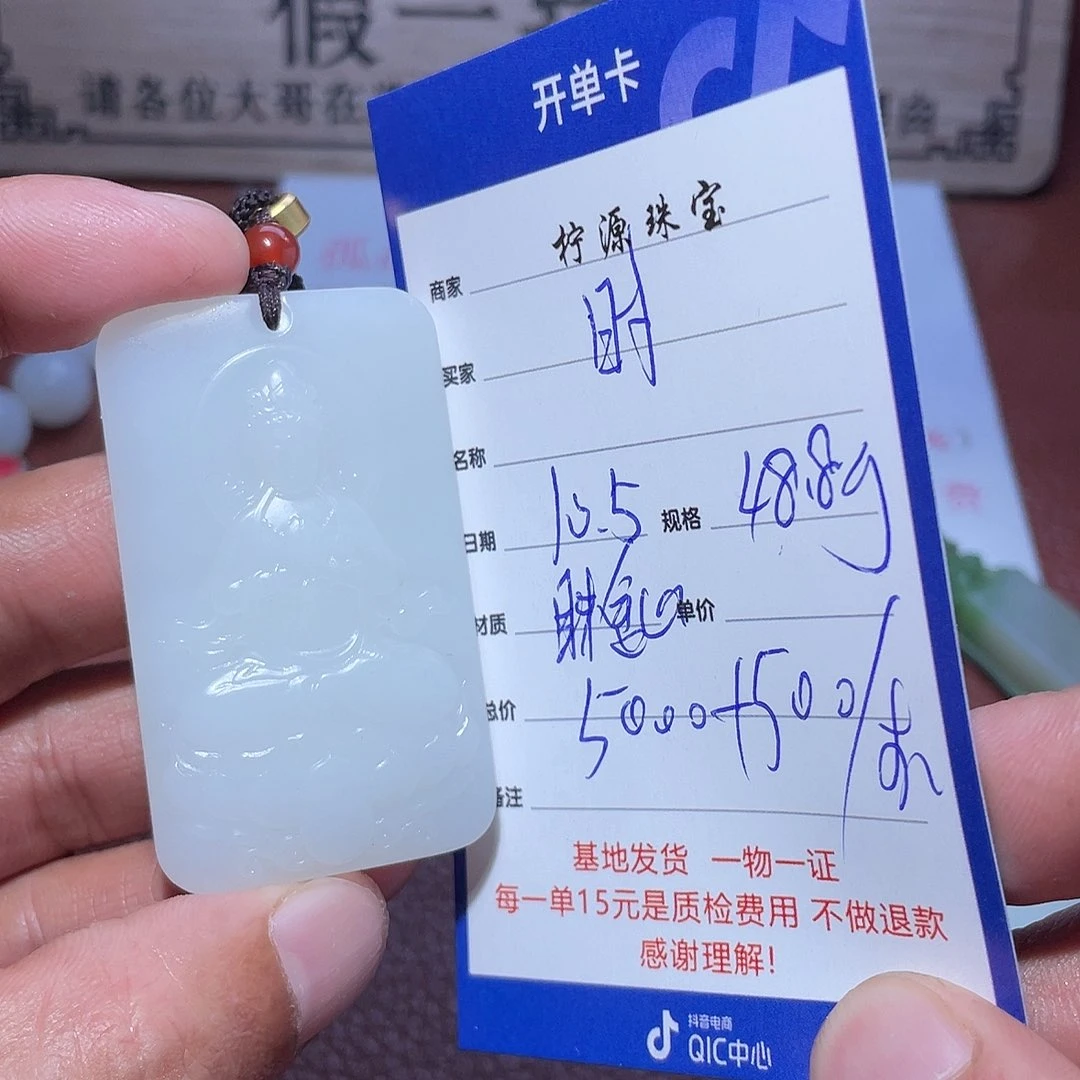 假一
请各位大哥在
开单卡
商家 柠源珠宝
买家
名称
日期 10.5 规格 48.8g
材质 单价
总价 5000+1500/
备注
基地发货 一物一证
每一单15元是质检费用 不做退款
感谢理解!
抖音电商
QIC中心